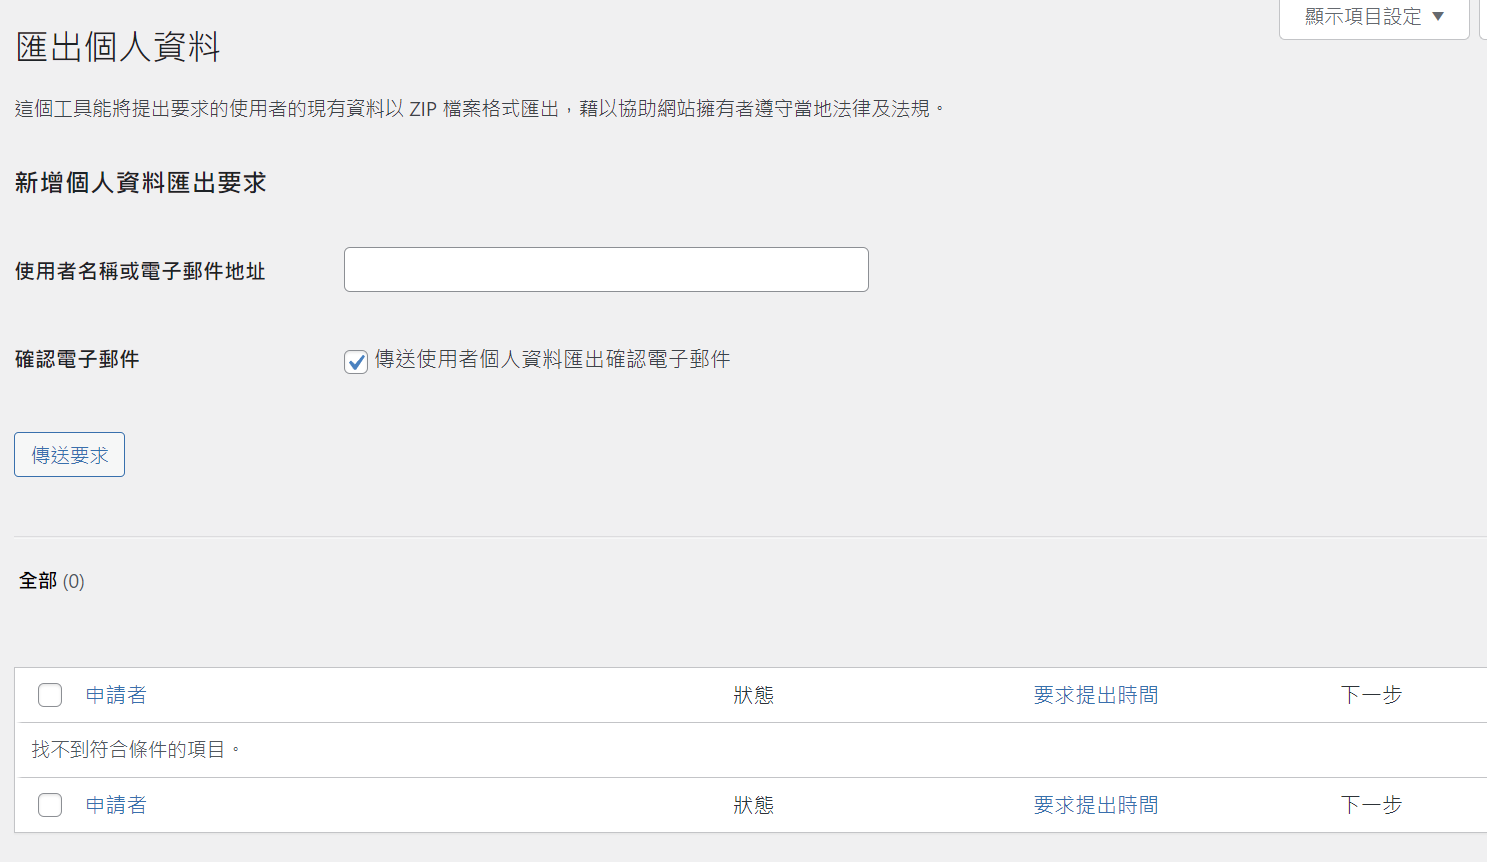 顯示項目設定 ▼
匯出個人資料
這個工具能將提出要求的使用者的現有資料以 ZIP 檔案格式匯出，藉以協助網站擁有者遵守當地法律及法規。
新增個人資料匯出要求
使用者名稱或電子郵件地址
確認電子郵件 傳送使用者個人資料匯出確認電子郵件
傳送要求
全部 (0)
申請者 狀態 要求提出時間 下一步
找不到符合條件的項目。
申請者 狀態 要求提出時間 下一步